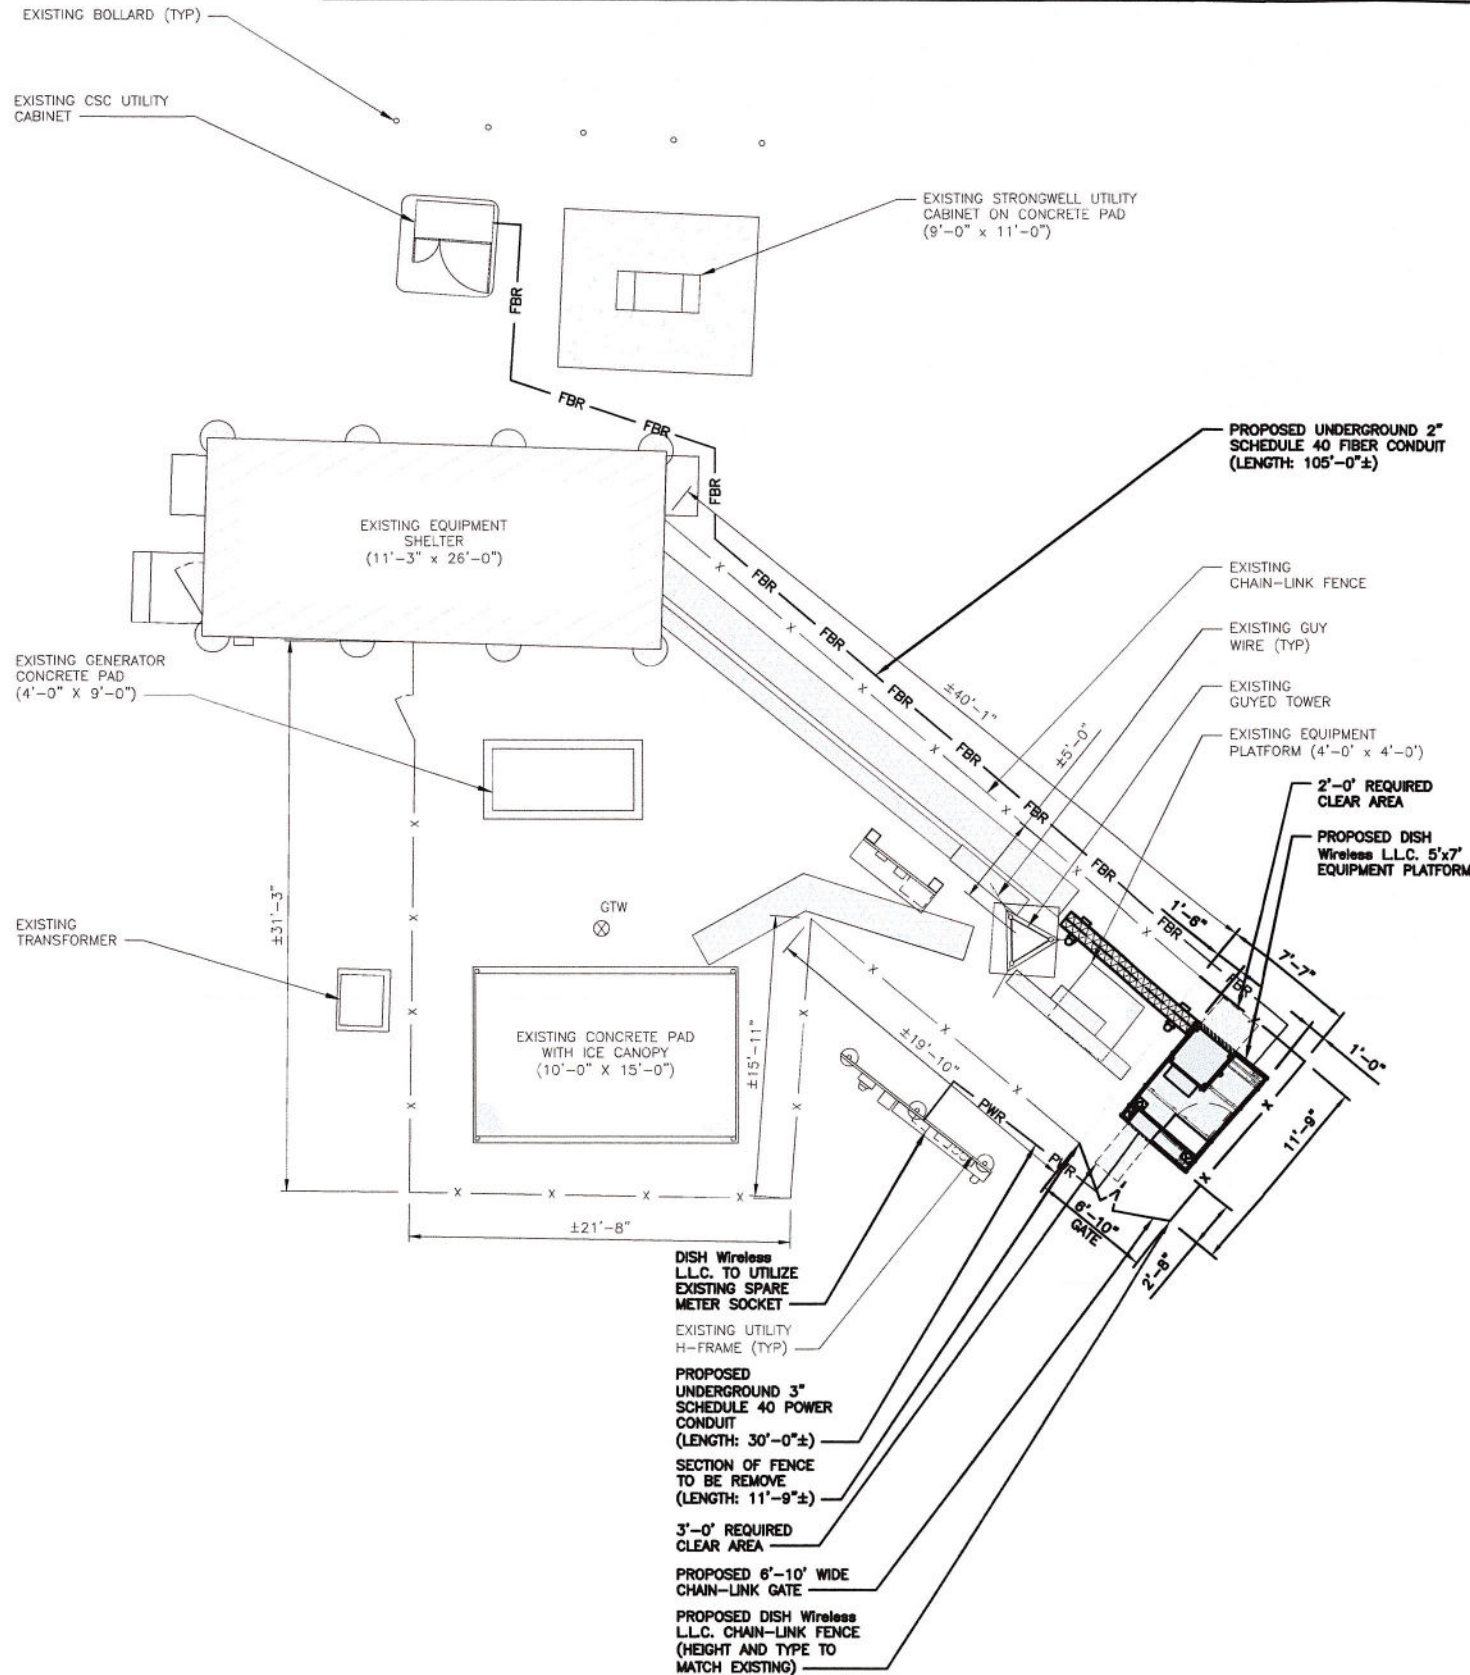 EXISTING BOLLARD (TYP)
EXISTING CSC UTILITY
CABINET
EXISTING STRONGWELL UTILITY
CABINET ON CONCRETE PAD
(9'-0" x 11'-0")
FBR
FBR
FBR
FBR
PROPOSED UNDERGROUND 2"
SCHEDULE 40 FIBER CONDUIT
(LENGTH: 105'-0"±)
EXISTING EQUIPMENT
SHELTER
(11'-3" x 26'-0")
EXISTING
CHAIN-LINK FENCE
EXISTING GUY
WIRE (TYP)
EXISTING
GUYED TOWER
EXISTING EQUIPMENT
PLATFORM (4'-0' x 4'-0')
2'-0' REQUIRED
CLEAR AREA
PROPOSED DISH
Wireless L.L.C. 5'x7'
EQUIPMENT PLATFORM
EXISTING GENERATOR
CONCRETE PAD
(4'-0" X 9'-0")
FBR
X
FBR
X
FBR
X
FBR
X
FBR
X
FBR
X
FBR
FBR
±40'-1"
±5'-0"
1'-6"
7'-7"
1'-0"
11'-9"
X
X
X
X
X
X
X
±31'-3"
GTW
EXISTING
TRANSFORMER
EXISTING CONCRETE PAD
WITH ICE CANOPY
(10'-0" X 15'-0")
±15'-11"
X
X
X
X
X
X
±19'-10"
PWR
PWR
X X X X
±21'-8"
6'-10"
GATE
2'-8"
DISH Wireless
L.L.C. TO UTILIZE
EXISTING SPARE
METER SOCKET
EXISTING UTILITY
H-FRAME (TYP)
PROPOSED
UNDERGROUND 3"
SCHEDULE 40 POWER
CONDUIT
(LENGTH: 30'-0"±)
SECTION OF FENCE
TO BE REMOVE
(LENGTH: 11'-9"±)
3'-0' REQUIRED
CLEAR AREA
PROPOSED 6'-10' WIDE
CHAIN-LINK GATE
PROPOSED DISH Wireless
L.L.C. CHAIN-LINK FENCE
(HEIGHT AND TYPE TO
MATCH EXISTING)